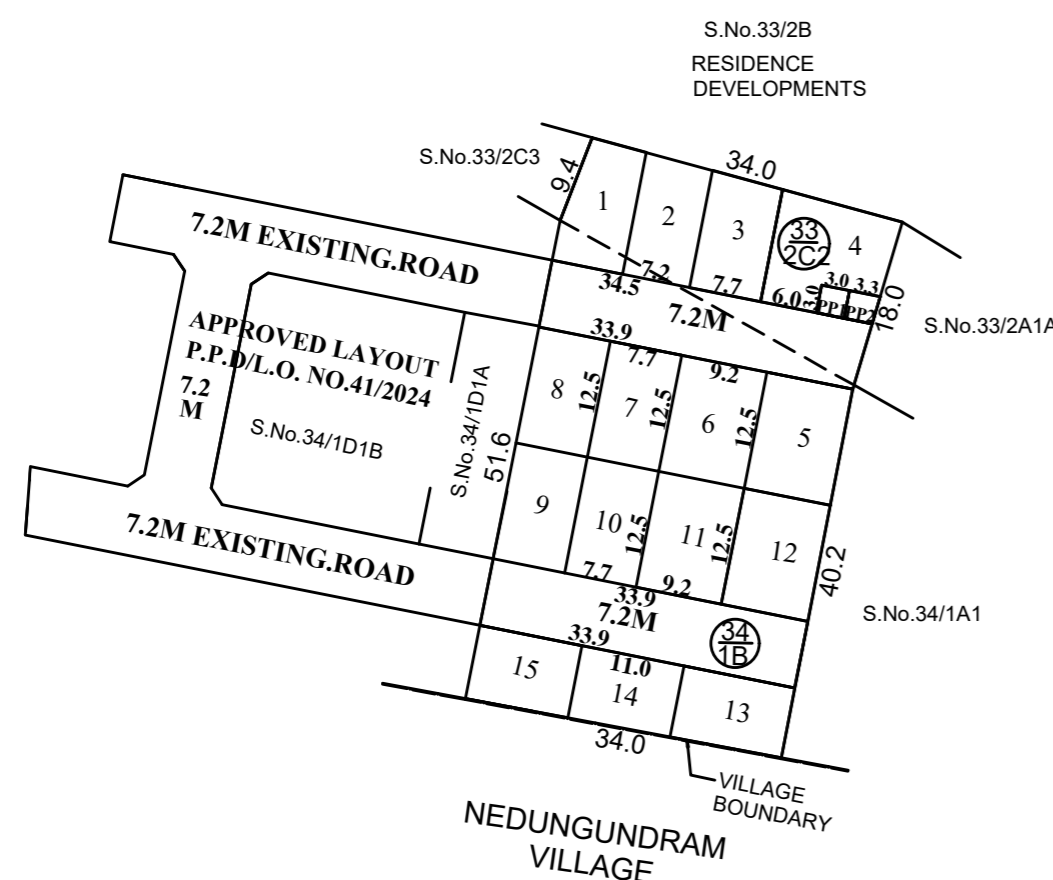 S.No.33/2B
RESIDENCE
DEVELOPMENTS
S.No.33/2C3
9.4
34.0
1
2
3
33
2C2
4
7.2M EXISTING.ROAD
7.2
7.7
6.0
3.0
3.0
3.3
PP1
PP2
18.0
S.No.33/2A1A
34.5
7.2M
33.9
APPROVED LAYOUT
P.P.D/L.O. NO.41/2024
7.2
M
S.No.34/1D1B
S.No.34/1D1A
51.6
7.7
9.2
8
12.5
7
12.5
6
12.5
5
9
10
12.5
11
12.5
12
40.2
7.7
9.2
7.2M EXISTING.ROAD
33.9
7.2M
33.9
34
1B
S.No.34/1A1
15
11.0
14
13
34.0
VILLAGE
BOUNDARY
NEDUNGUNDRAM
VILLAGE